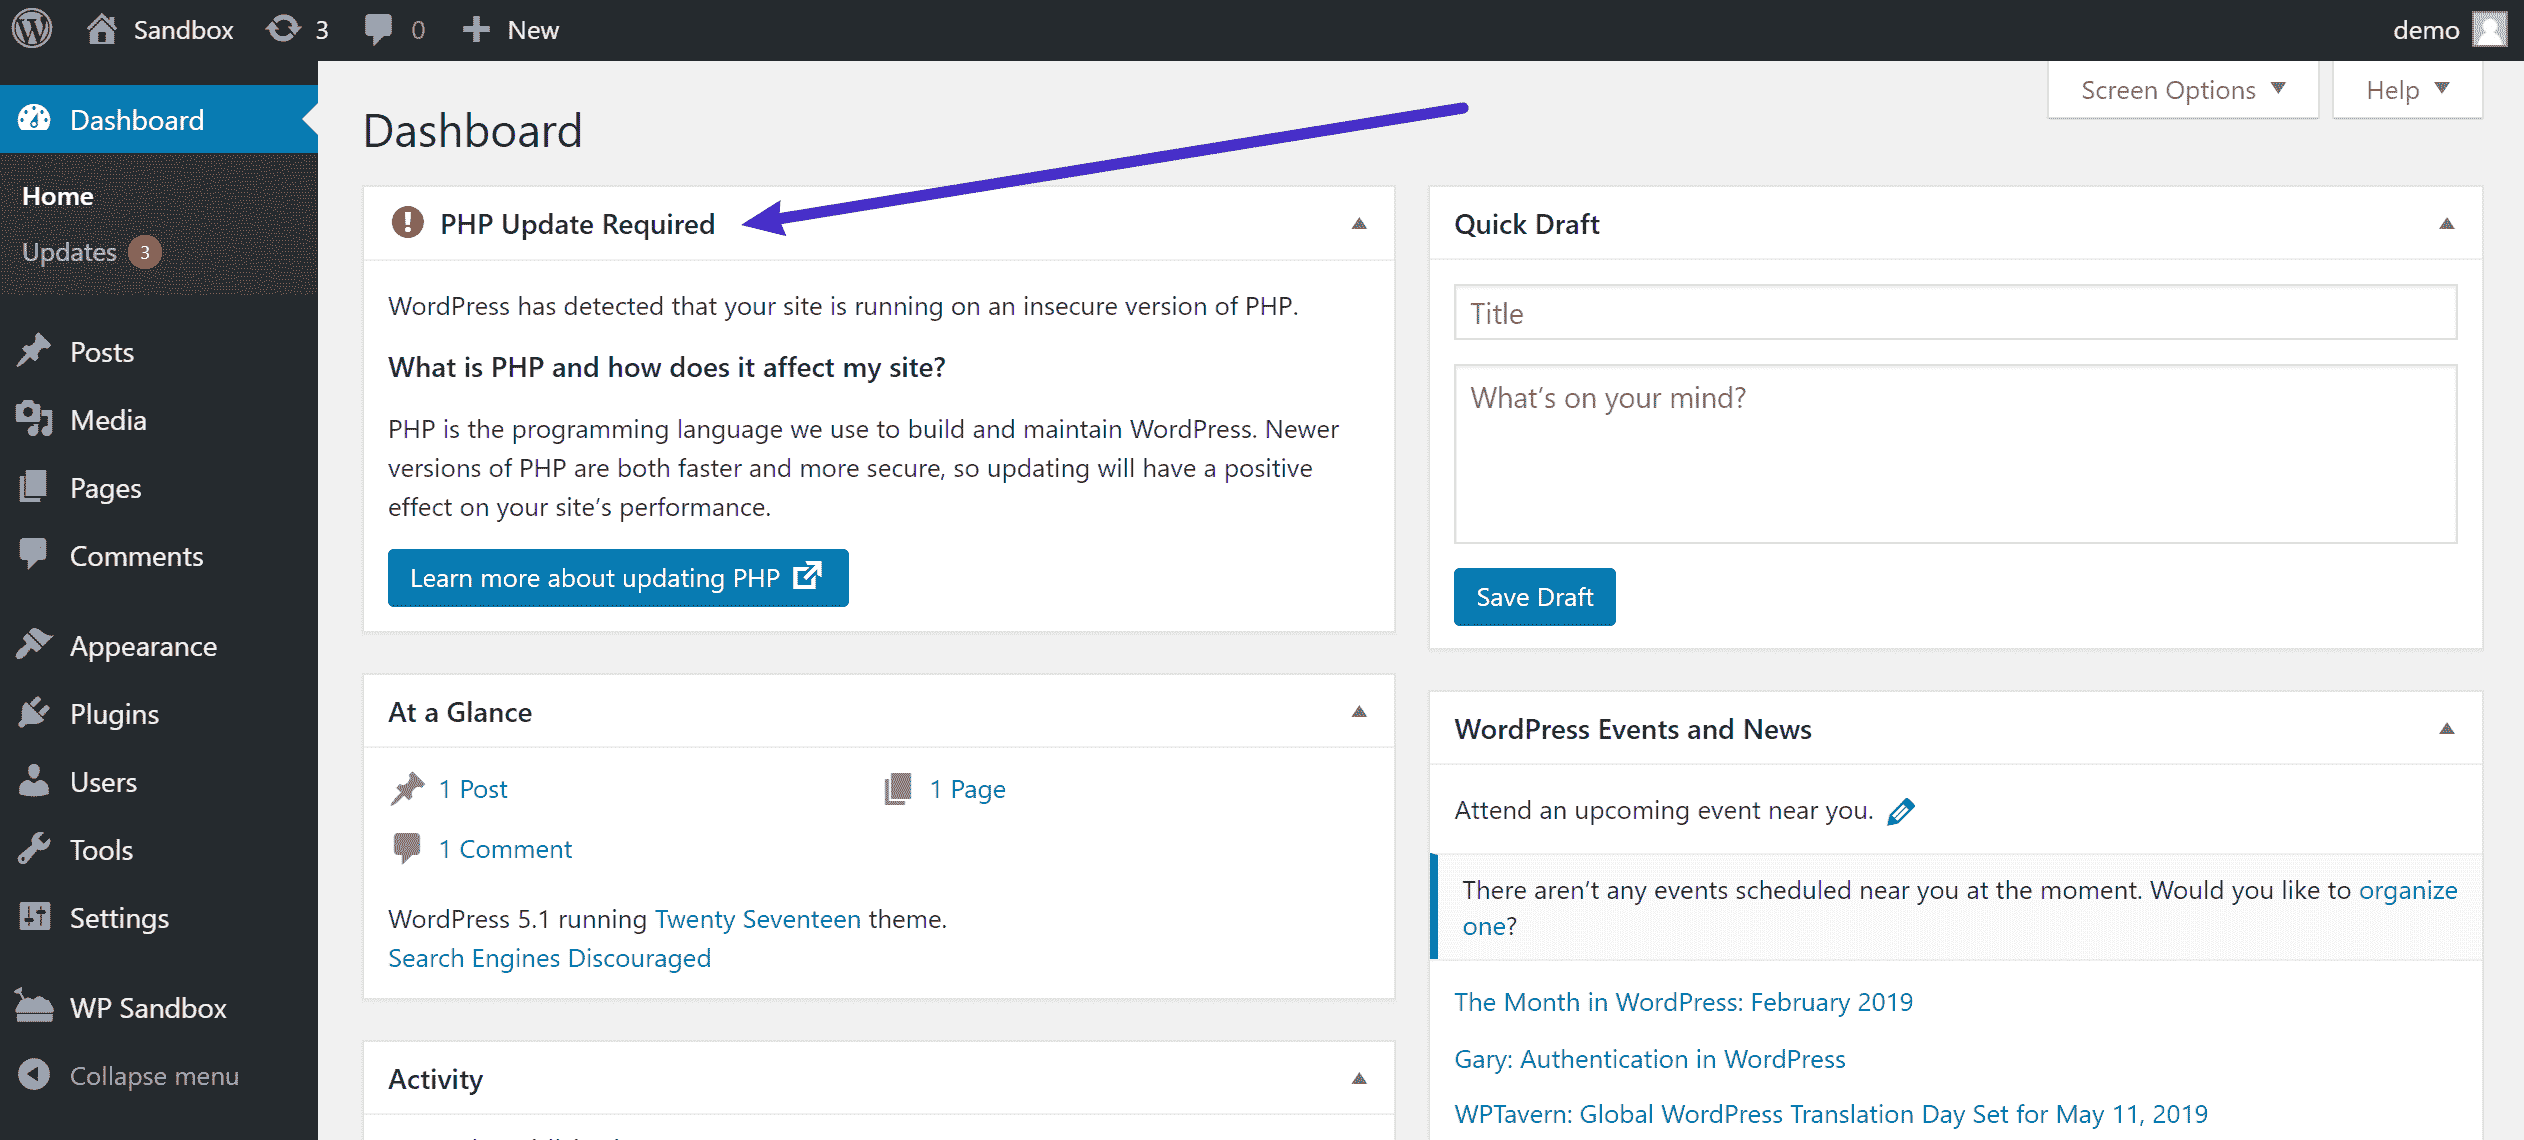 Sandbox 3 0 New demo
Screen Options Help
Dashboard
Home
Updates 3
Posts
Media
Pages
Comments
Appearance
Plugins
Users
Tools
Settings
WP Sandbox
Collapse menu
Dashboard
PHP Update Required
WordPress has detected that your site is running on an insecure version of PHP.
What is PHP and how does it affect my site?
PHP is the programming language we use to build and maintain WordPress. Newer
versions of PHP are both faster and more secure, so updating will have a positive
effect on your site’s performance.
Learn more about updating PHP
At a Glance
1 Post
1 Page
1 Comment
WordPress 5.1 running Twenty Seventeen theme.
Search Engines Discouraged
Activity
Quick Draft
Title
What’s on your mind?
Save Draft
WordPress Events and News
Attend an upcoming event near you.
There aren’t any events scheduled near you at the moment. Would you like to organize
one?
The Month in WordPress: February 2019
Gary: Authentication in WordPress
WPTavern: Global WordPress Translation Day Set for May 11, 2019